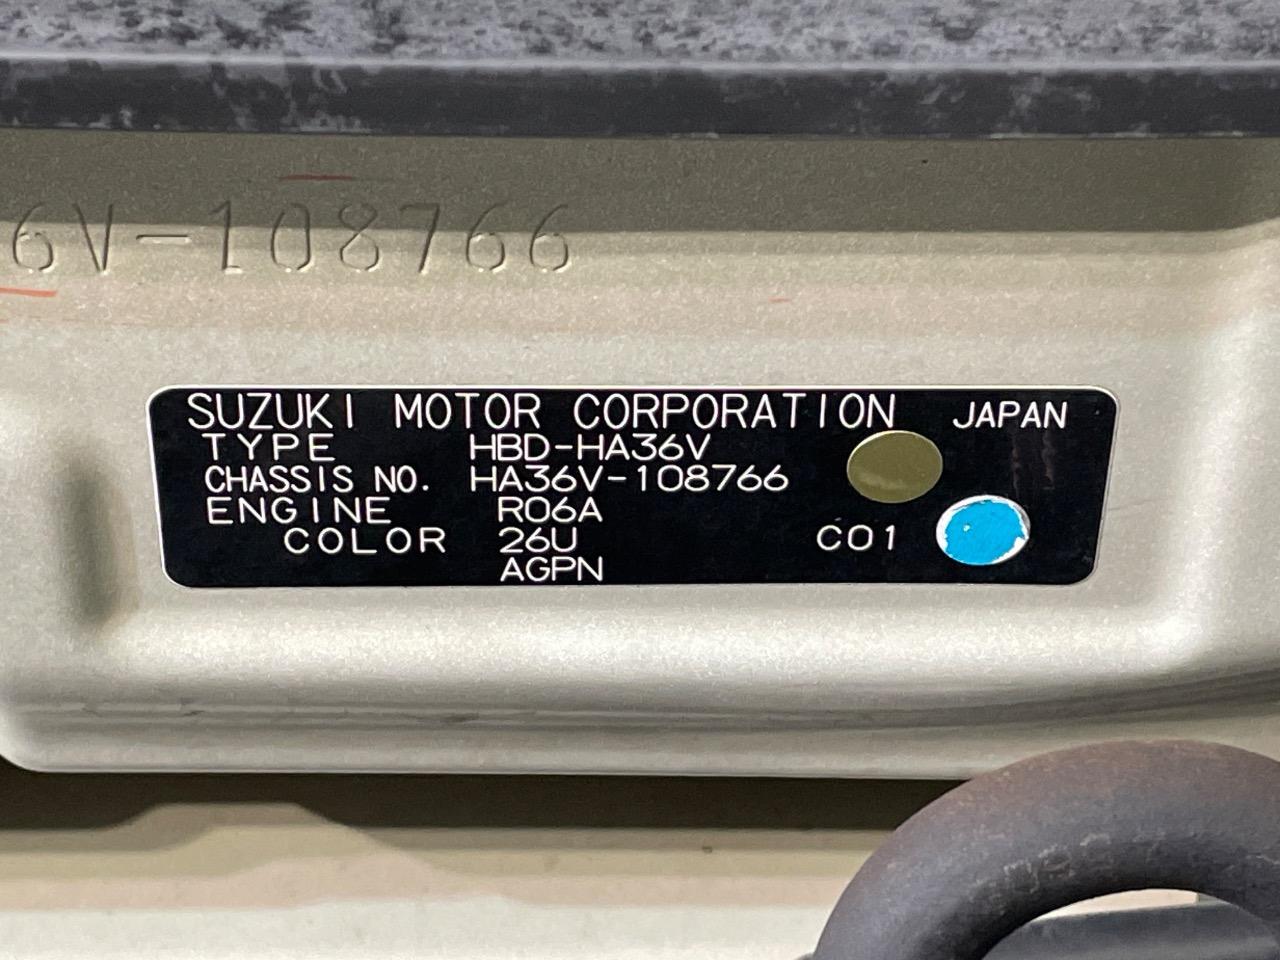 6V-108766
SUZUKI MOTOR CORPORATION JAPAN
TYPE HBD-HA36V
CHASSIS NO. HA36V-108766
ENGINE R06A
COLOR 26U C01
AGPN